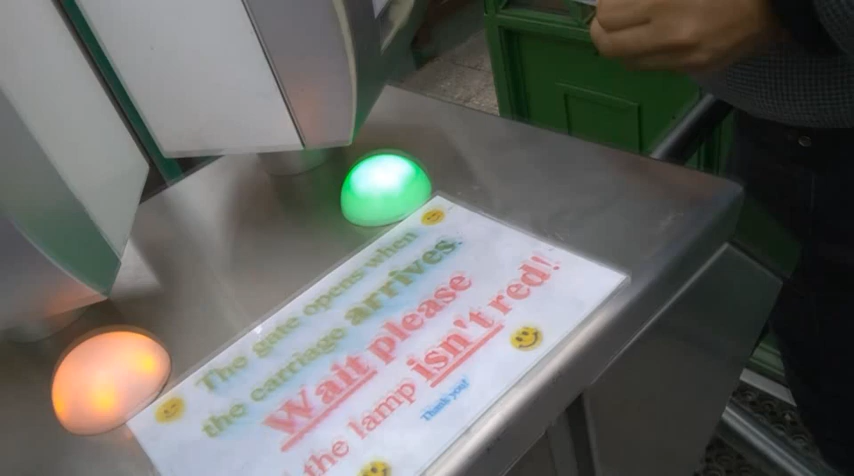 The gate opens when
the carriage arrives.
Wait please
the lamp isn't red!
Thank you!